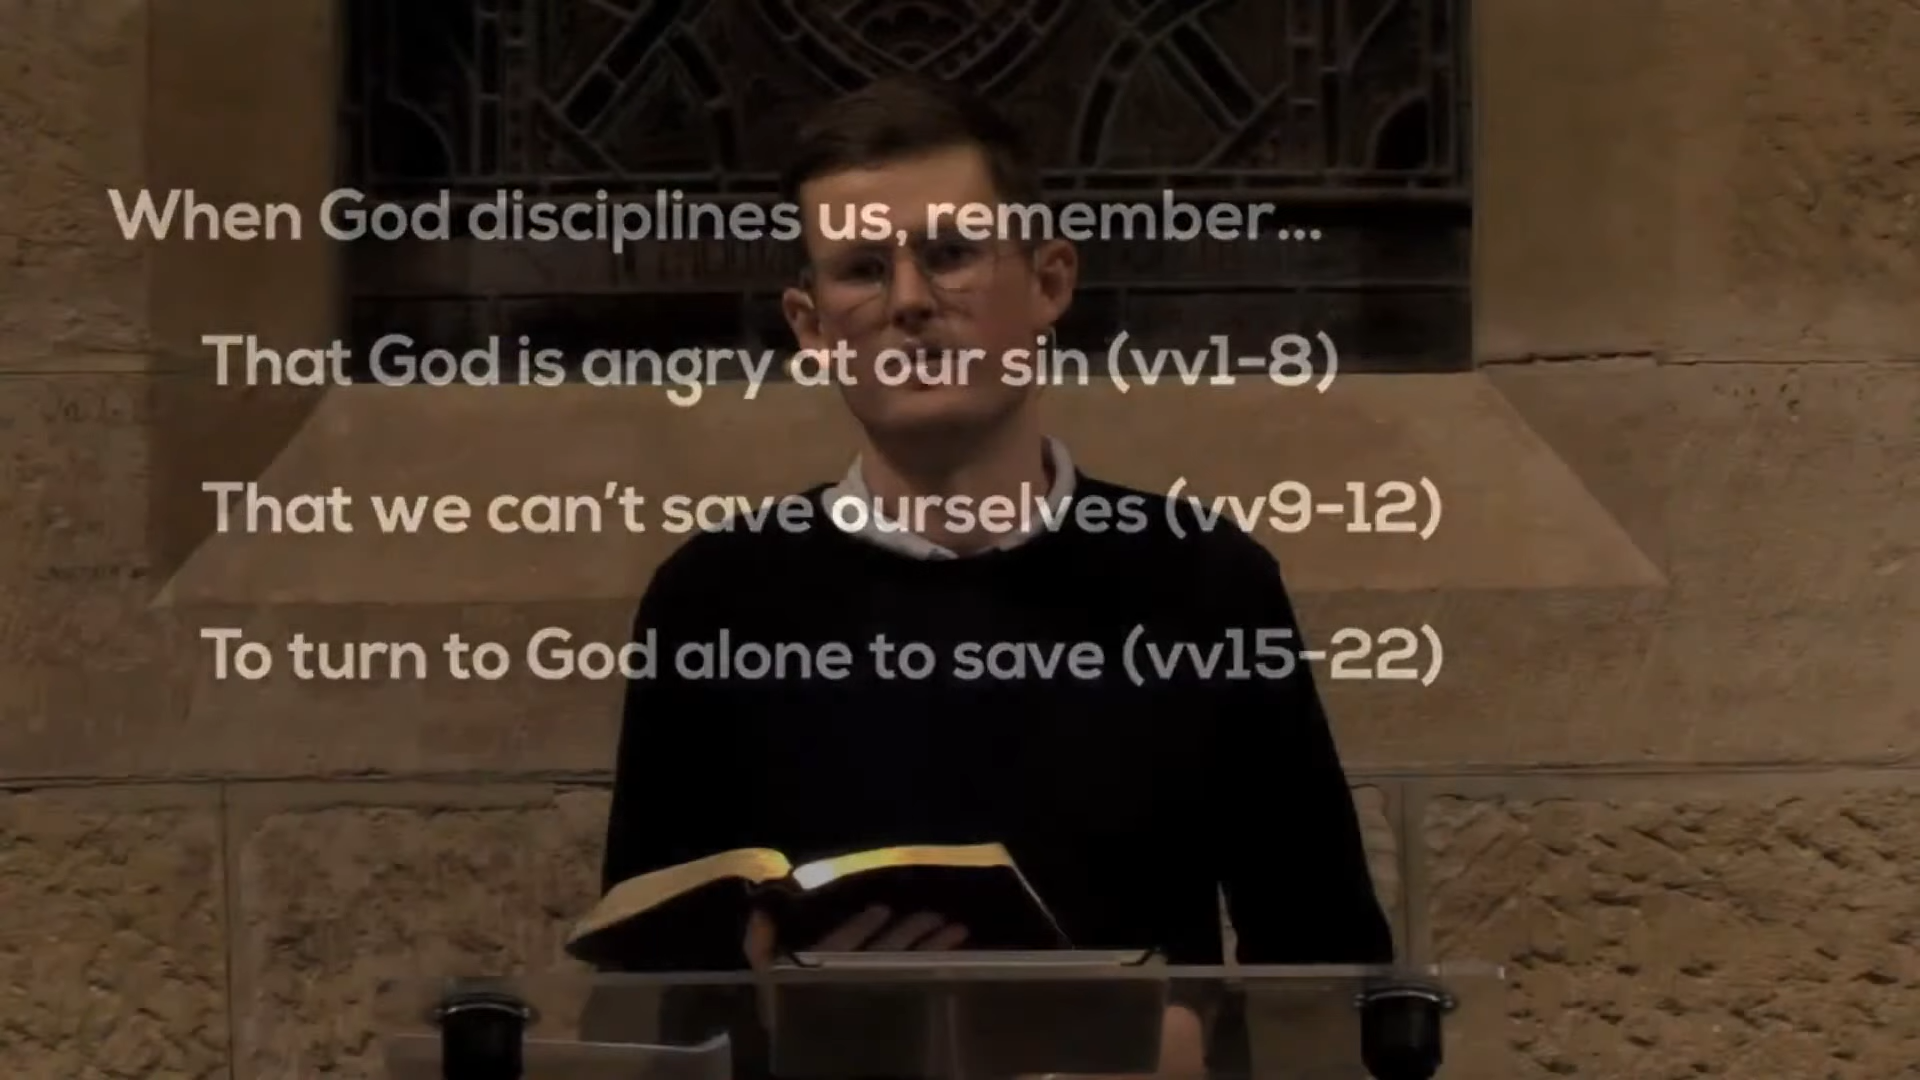 When God disciplines us, remember...
That God is angry at our sin (vv1-8)
That we can't save ourselves (vv9-12)
To turn to God alone to save (vv15-22)